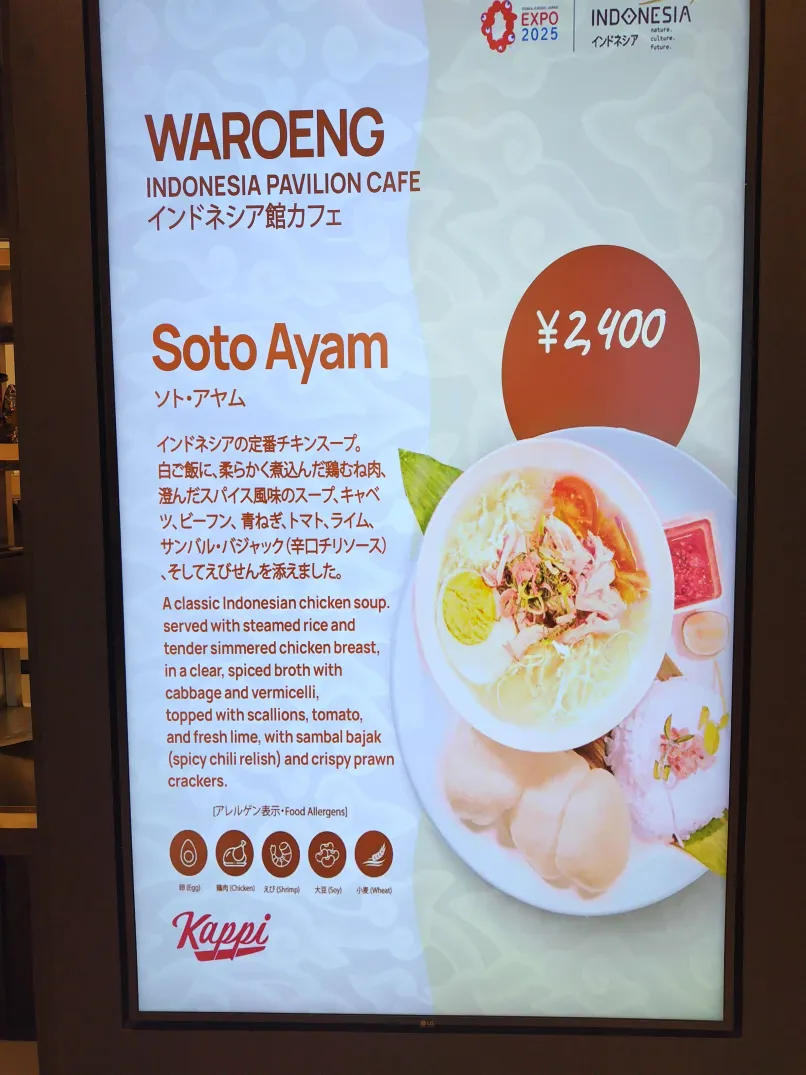 EXPO
2025
INDONESIA
インドネシア
nature.
culture.
future.
WAROENG
INDONESIA PAVILION CAFE
インドネシア館カフェ
¥2,400
Soto Ayam
ソト・アヤム
インドネシアの定番チキンスープ。
白ご飯に、柔らかく煮込んだ鶏むね肉、
澄んだスパイス風味のスープ、キャベ
ツ、ビーフン、青ねぎ、トマト、ライム、
サンバル・バジャック(辛口チリソース)
、そしてえびせんを添えました。
A classic Indonesian chicken soup.
served with steamed rice and
tender simmered chicken breast,
in a clear, spiced broth with
cabbage and vermicelli,
topped with scallions, tomato,
and fresh lime, with sambal bajak
(spicy chili relish) and crispy prawn
crackers.
[アレルゲン表示・Food Allergens]
卵 (Egg) 鶏肉 (Chicken) えび (Shrimp) 大豆 (Soy) 小麦 (Wheat)
Kappi
LG